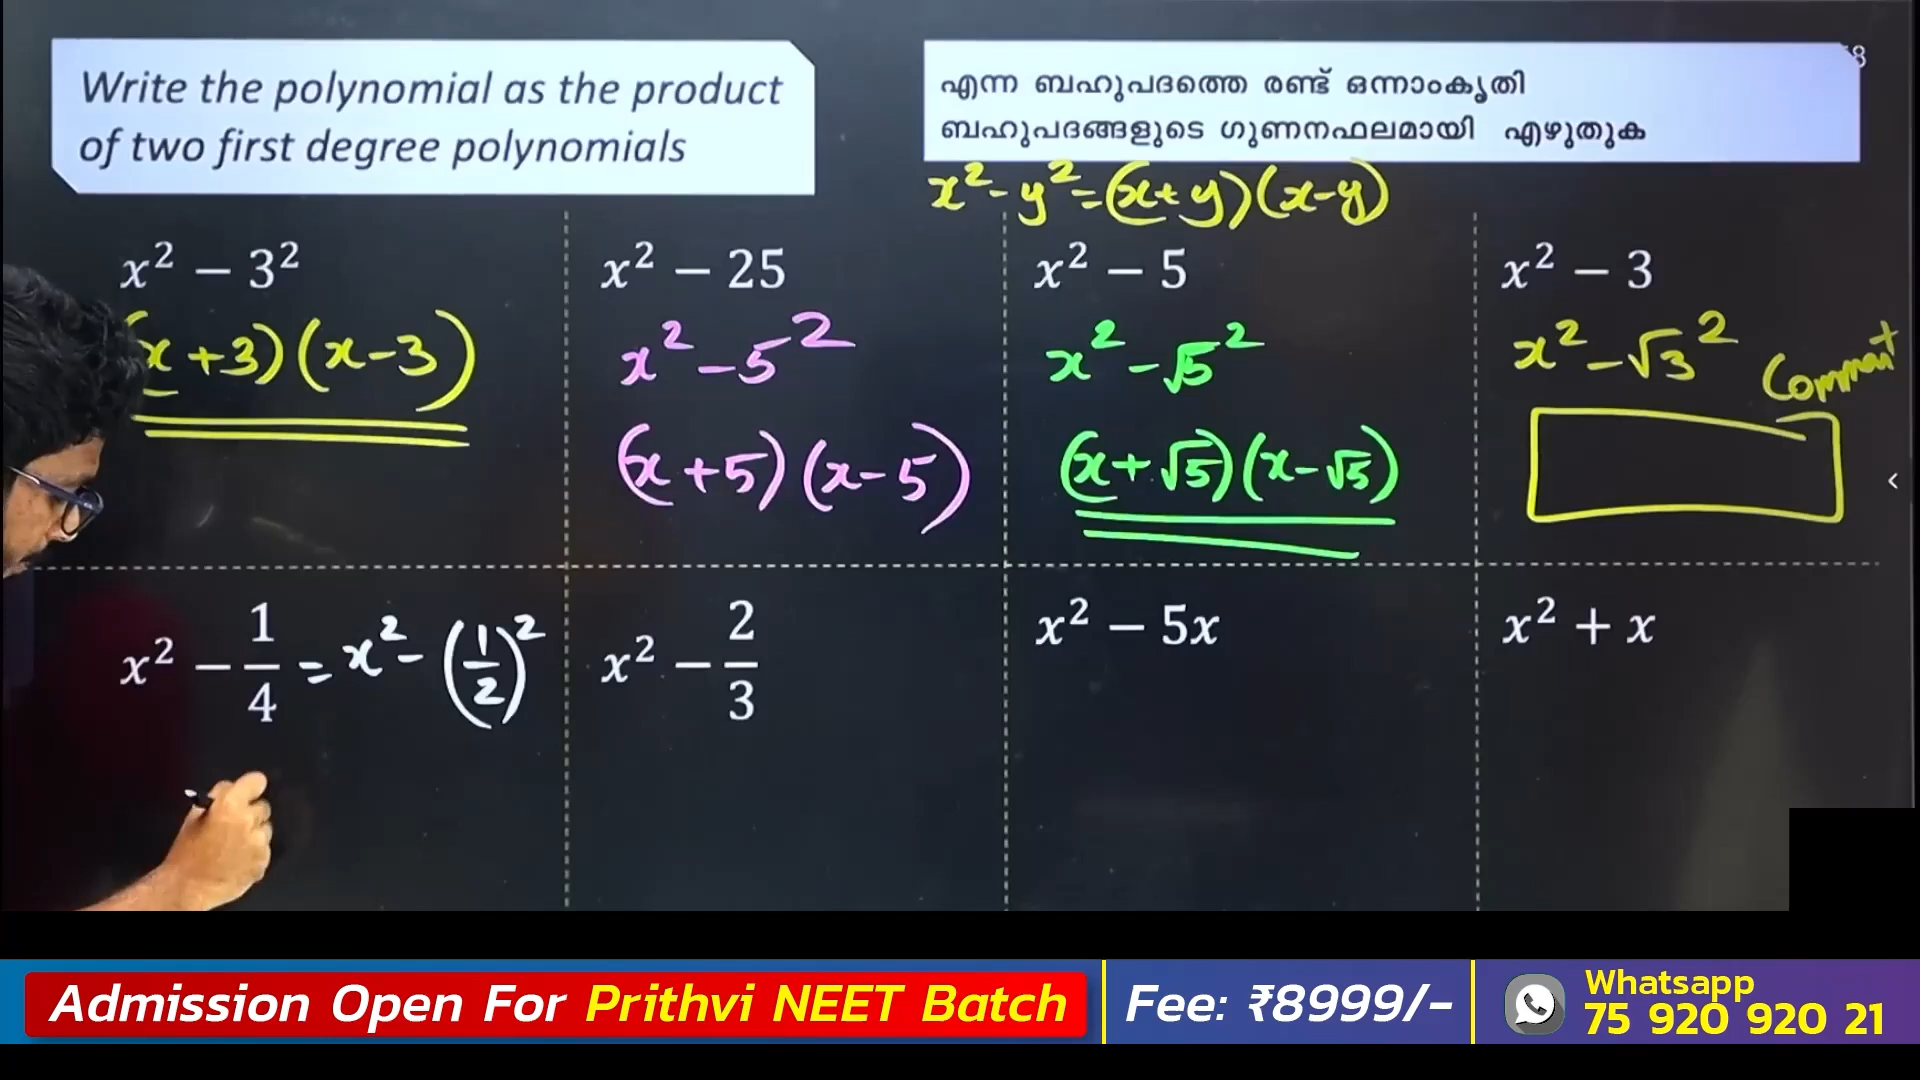 Write the polynomial as the product
of two first degree polynomials
എന്ന ബഹുപദത്തെ രണ്ട് ഒന്നാംകൃതി
ബഹുപദങ്ങളുടെ ഗുണനഫലമായി എഴുതുക
x² - y² = (x+y)(x-y)
x² − 3²
(x+3)(x-3)
x² − 25
x² - 5²
(x+5)(x-5)
x² − 5
x² - √5²
(x+√5)(x-√5)
x² − 3
x² - √3²
Comment
x² − 1/4 = x² - (1/2)²
x² − 2/3
x² − 5x
x² + x
Admission Open For Prithvi NEET Batch
Fee: ₹8999/-
Whatsapp
75 920 920 21